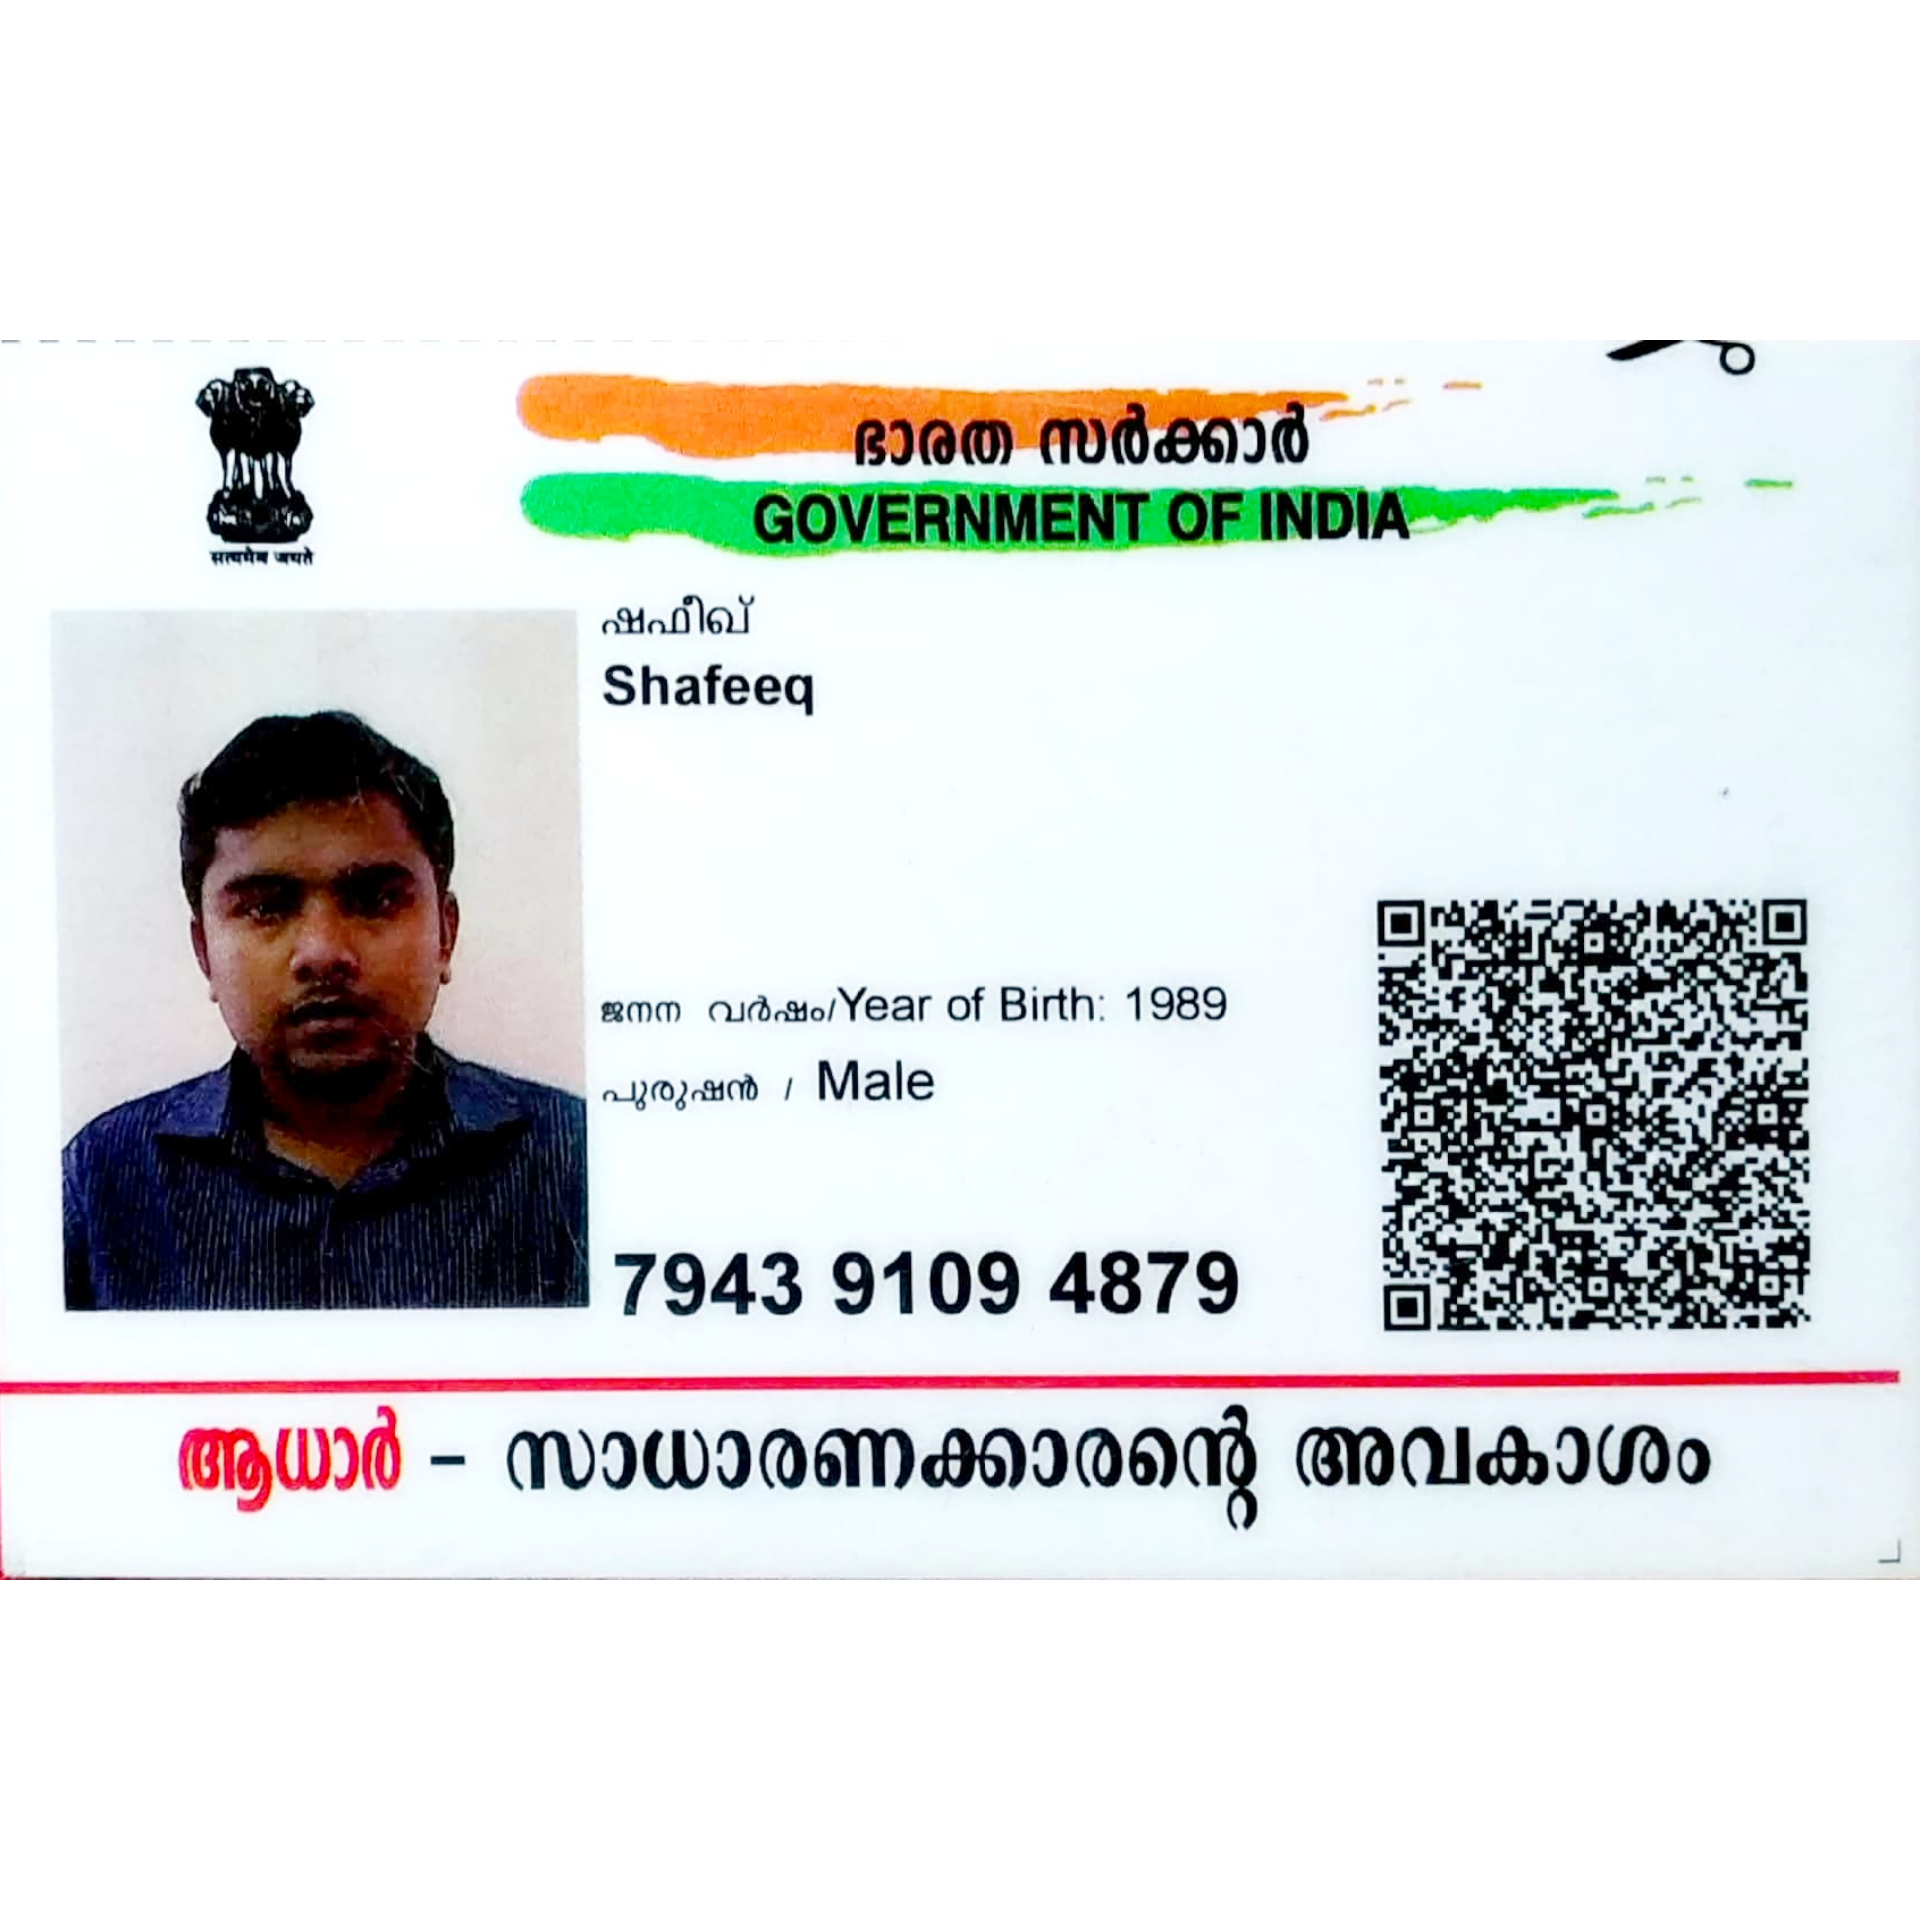 ഭാരത സർക്കാർ
GOVERNMENT OF INDIA
सत्यमेव जयते
ഷഫീഖ്
Shafeeq
ജനന വർഷം/Year of Birth: 1989
പുരുഷൻ / Male
7943 9109 4879
ആധാർ – സാധാരണക്കാരന്റെ അവകാശം